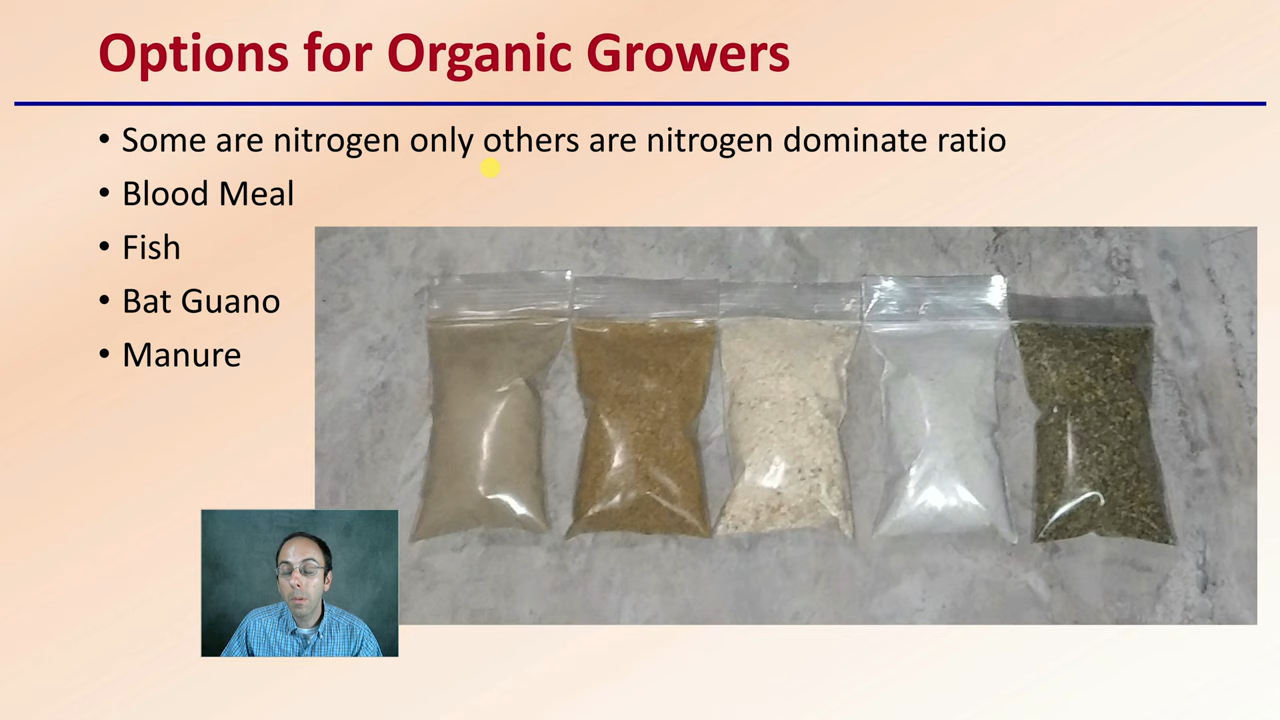 Options for Organic Growers
• Some are nitrogen only others are nitrogen dominate ratio
• Blood Meal
• Fish
• Bat Guano
• Manure